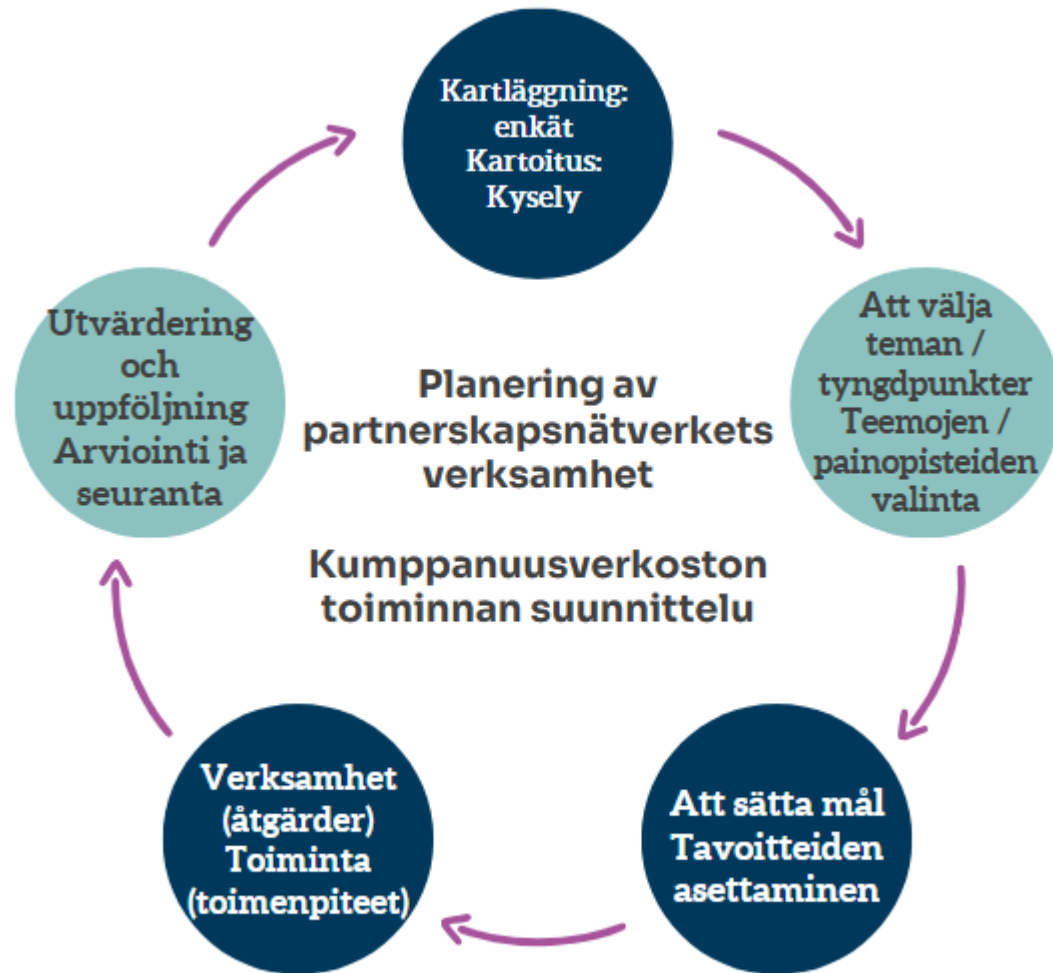 Kartläggning:
enkät
Kartoitus:
Kysely
Att välja
teman /
tyngdpunkter
Teemojen /
painopisteiden
valinta
Att sätta mål
Tavoitteiden
asettaminen
Verksamhet
(åtgärder)
Toiminta
(toimenpiteet)
Utvärdering
och
uppföljning
Arviointi ja
seuranta
Planering av
partnerskapsnätverkets
verksamhet
Kumppanuusverkoston
toiminnan suunnittelu